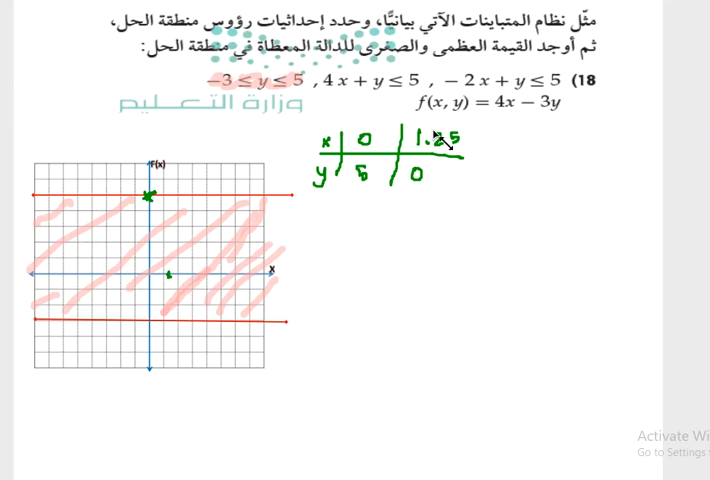 مثّل نظام المتباينات الآتي بيانيًّا، وحدد إحداثيات رؤوس منطقة الحل،
ثم أوجد القيمة العظمى والصغرى للدالة المعطاة في منطقة الحل:
18) −3 ≤ y ≤ 5 , 4x + y ≤ 5 , −2x + y ≤ 5
f(x, y) = 4x − 3y
وزارة التعليم
x | 0 | 1.25
y | 5 | 0
f(x)
x
Activate Wi
Go to Settings